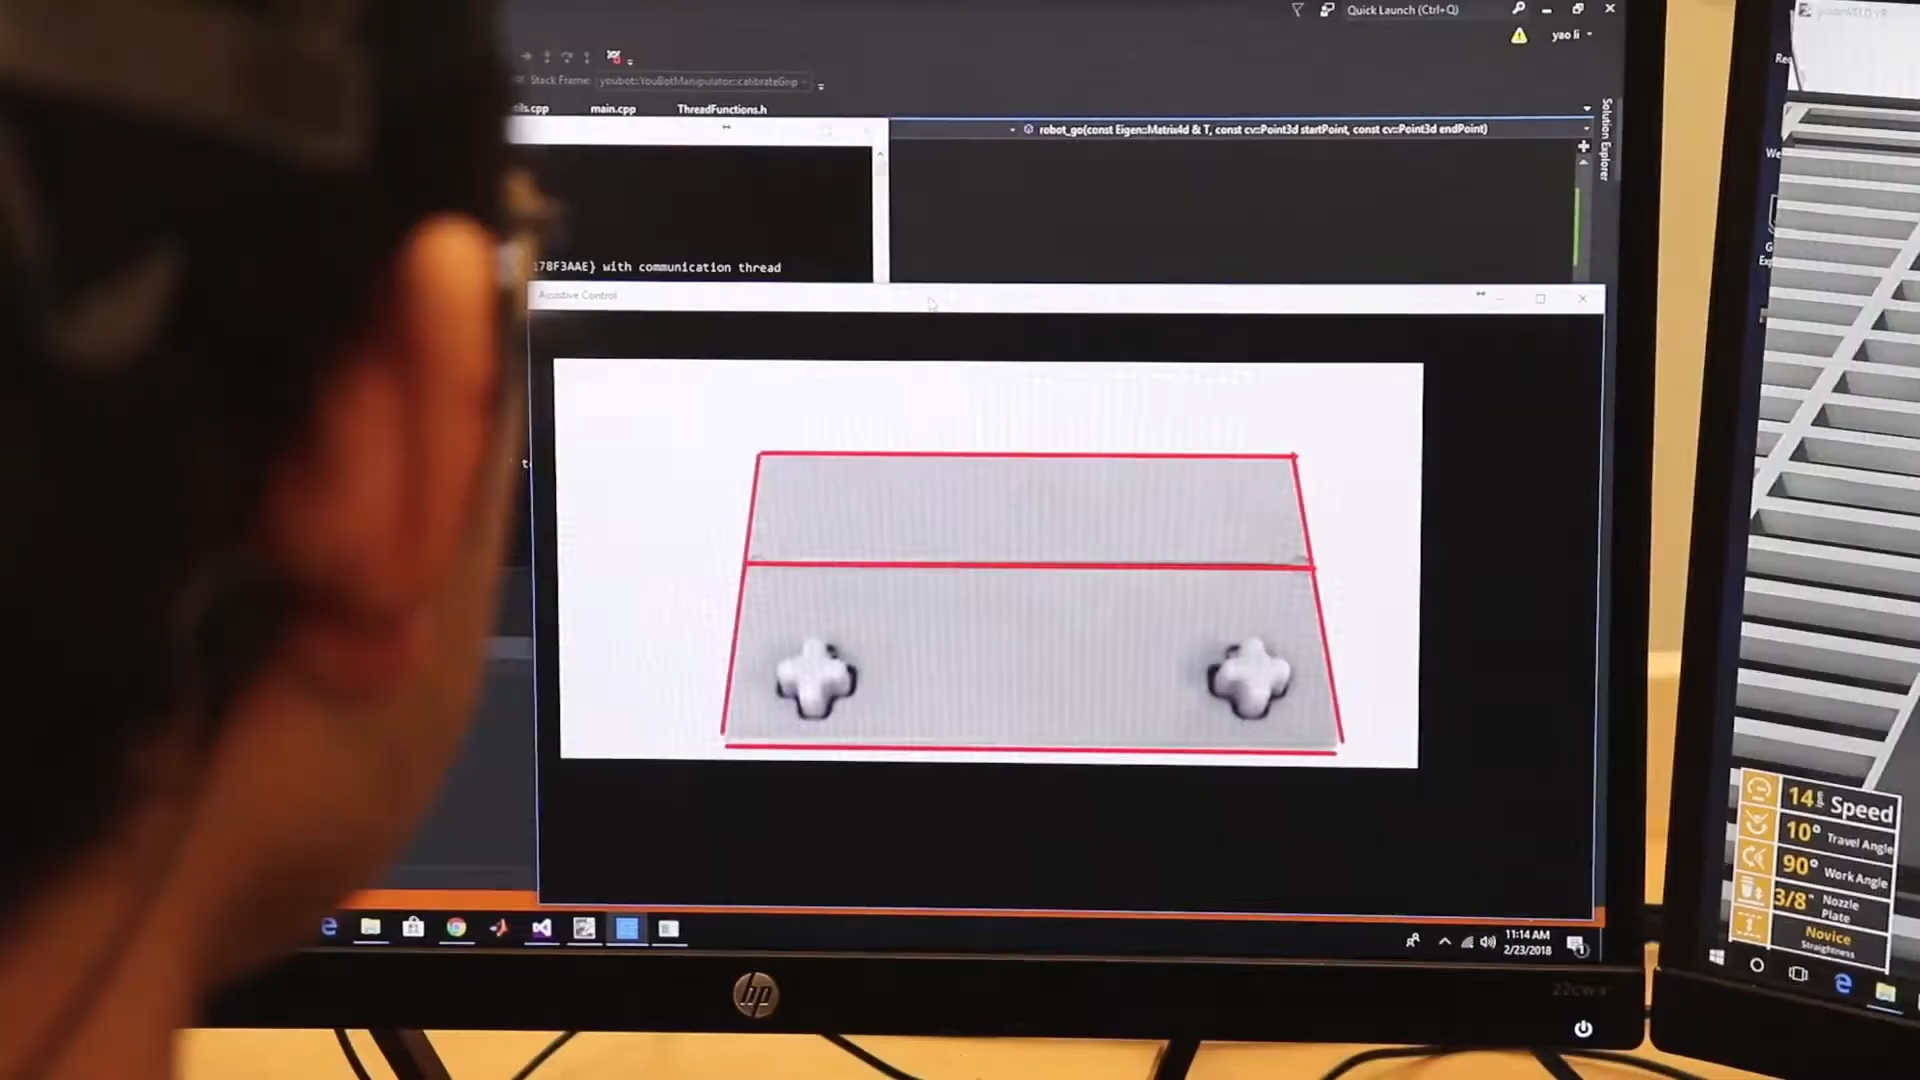 Quick Launch (Ctrl+Q)
yao li
Stack Frame: youbot::YouBotManipulator::calibrateGrip
main.cpp
ThreadFunctions.h
robot_go(const Eigen::Matrix4d & T, const cv::Point3d startPoint, const cv::Point3d endPoint)
Solution Explorer
178F3AAE} with communication thread
Assistive Control
11:14 AM
2/23/2018
hp
14 Speed
10° Travel Angle
90° Work Angle
3/8" Nozzle
Plate
Novice
Straightness